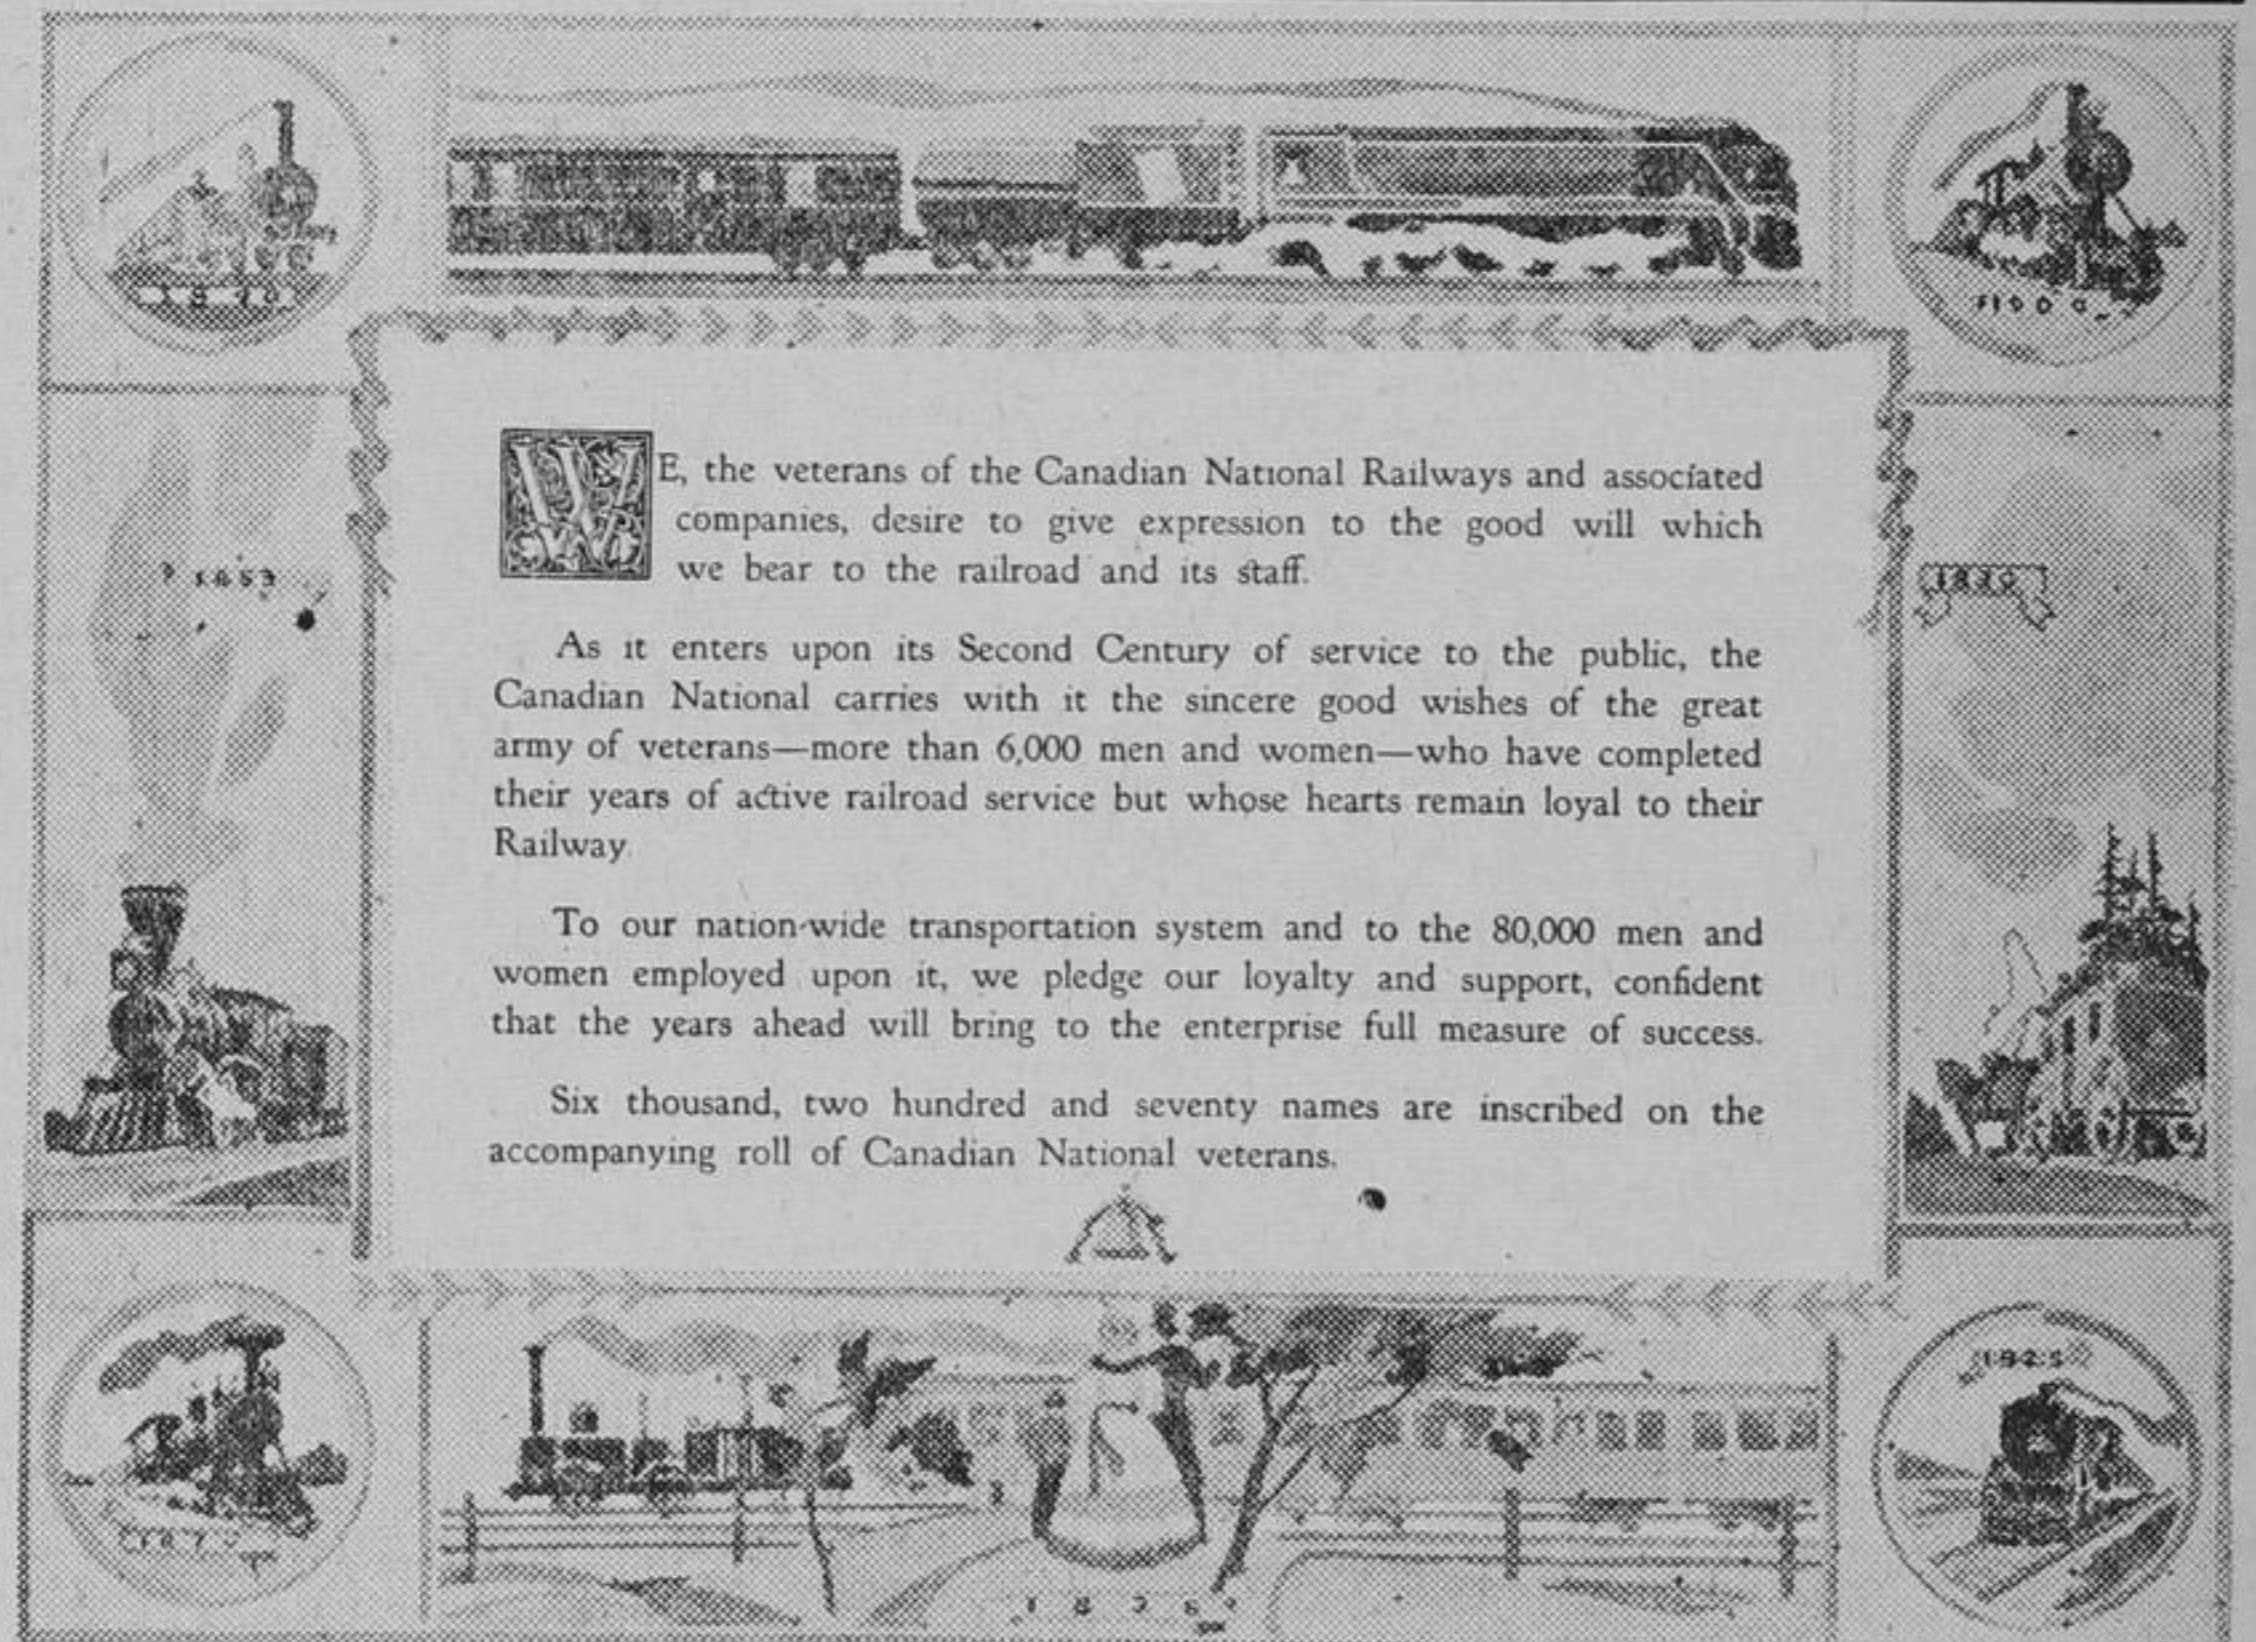 WE, the veterans of the Canadian National Railways and associated
companies, desire to give expression to the good will which
we bear to the railroad and its staff.
As it enters upon its Second Century of service to the public, the
Canadian National carries with it the sincere good wishes of the great
army of veterans—more than 6,000 men and women—who have completed
their years of active railroad service but whose hearts remain loyal to their
Railway
To our nation-wide transportation system and to the 80,000 men and
women employed upon it, we pledge our loyalty and support, confident
that the years ahead will bring to the enterprise full measure of success.
Six thousand, two hundred and seventy names are inscribed on the
accompanying roll of Canadian National veterans.